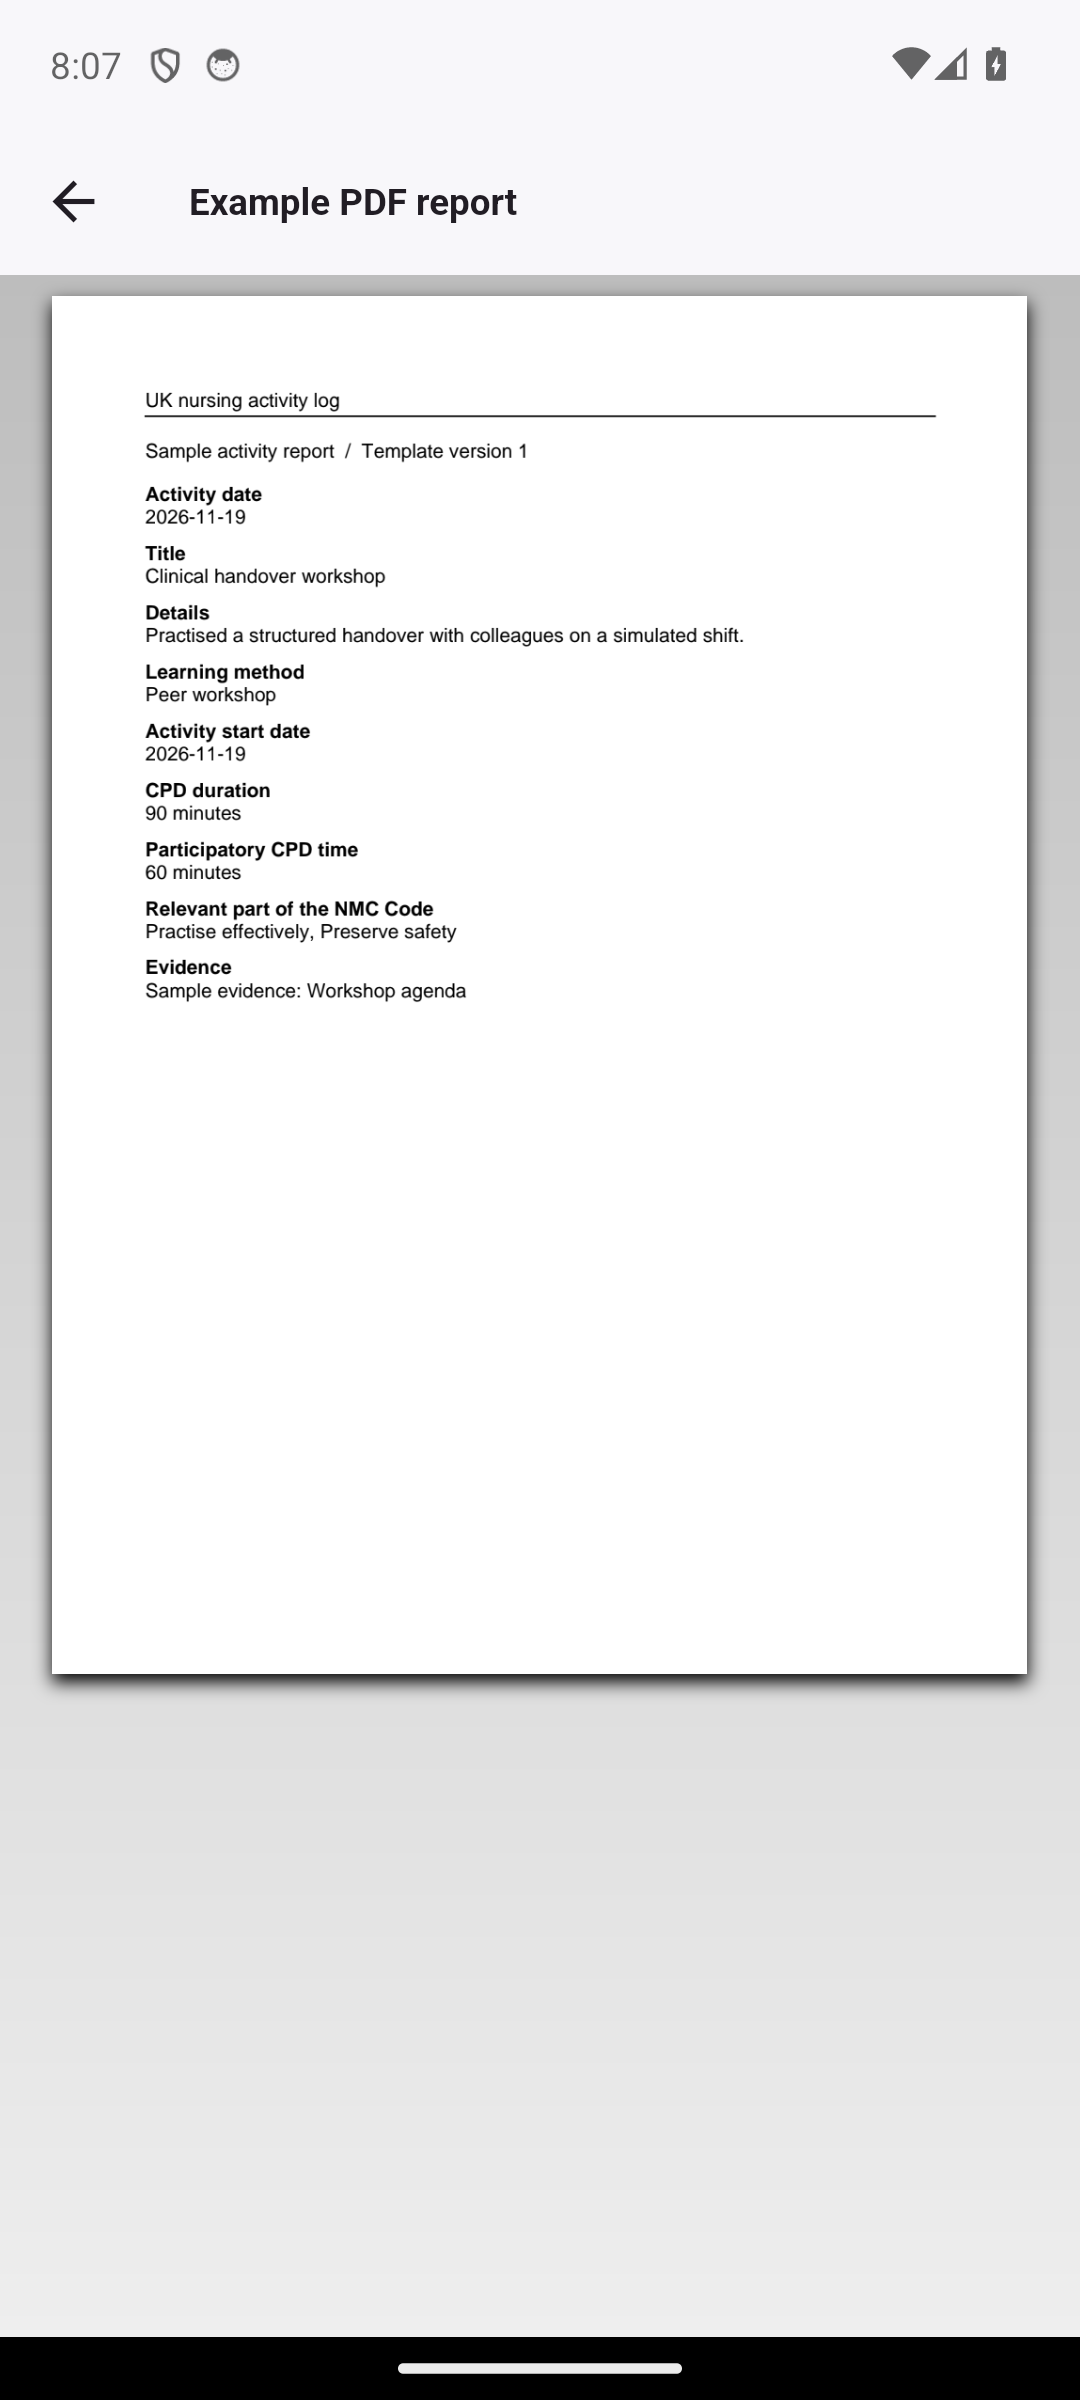 8:07
Example PDF report
UK nursing activity log
Sample activity report / Template version 1
Activity date
2026-11-19
Title
Clinical handover workshop
Details
Practised a structured handover with colleagues on a simulated shift.
Learning method
Peer workshop
Activity start date
2026-11-19
CPD duration
90 minutes
Participatory CPD time
60 minutes
Relevant part of the NMC Code
Practise effectively, Preserve safety
Evidence
Sample evidence: Workshop agenda